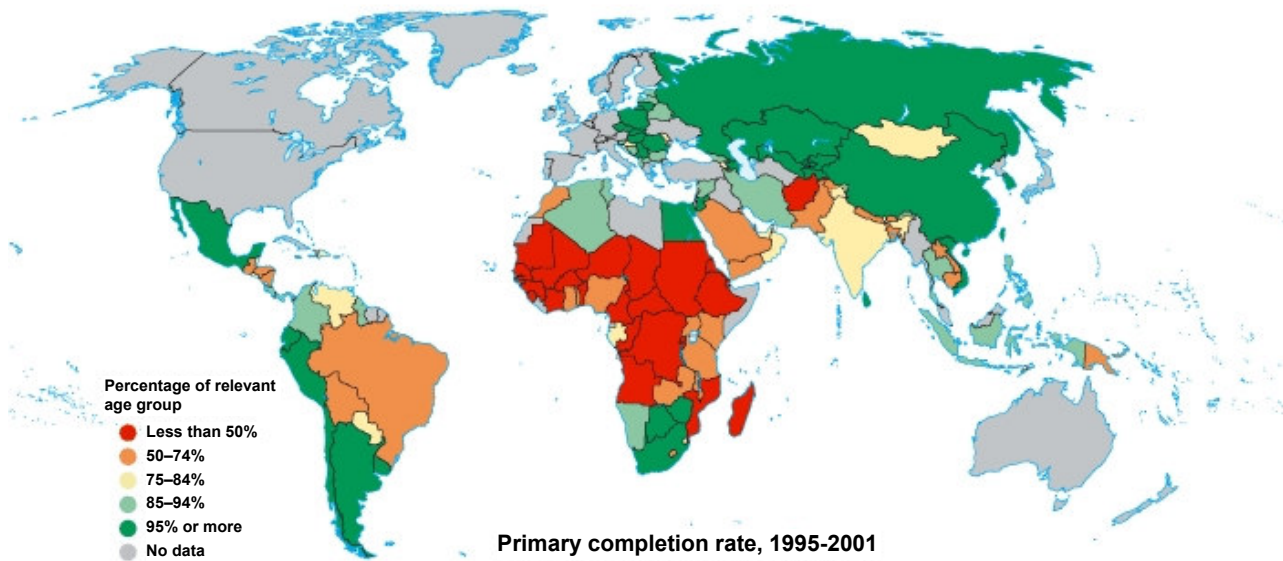 Percentage of relevant
age group
Less than 50%
50–74%
75–84%
85–94%
95% or more
No data
Primary completion rate, 1995-2001